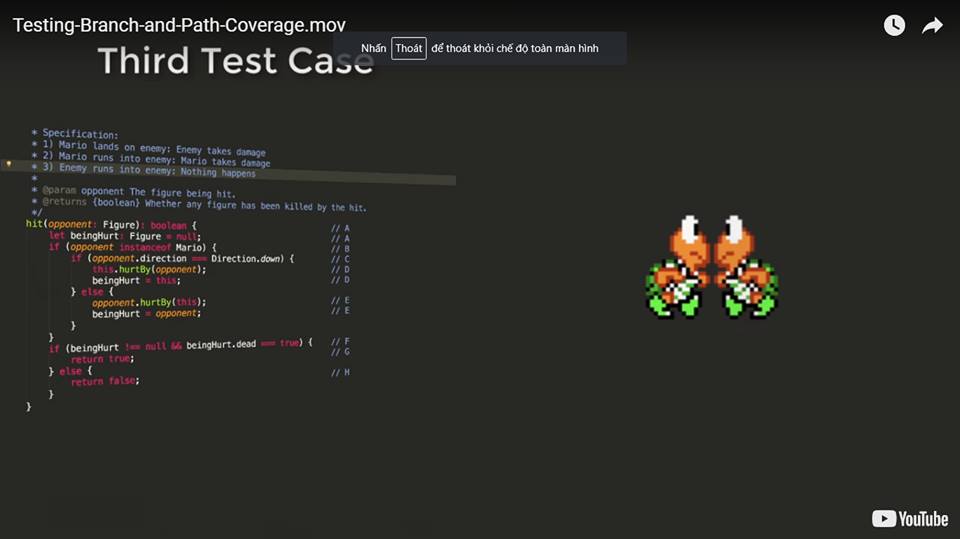 Testing-Branch-and-Path-Coverage.mov
Nhấn Thoát để thoát khỏi chế độ toàn màn hình
Third Test Case
* Specification:
* 1) Mario lands on enemy: Enemy takes damage
* 2) Mario runs into enemy: Mario takes damage
* 3) Enemy runs into enemy: Nothing happens
*
* @param opponent The figure being hit.
* @returns {boolean} Whether any figure has been killed by the hit.
*/
hit(opponent: Figure): boolean { // A
let beingHurt: Figure = null; // A
if (opponent instanceof Mario) { // B
if (opponent.direction === Direction.down) { // C
this.hurtBy(opponent); // D
beingHurt = this; // D
} else {
opponent.hurtBy(this); // E
beingHurt = opponent; // E
}
}
if (beingHurt !== null && beingHurt.dead === true) { // F
return true; // G
} else {
return false; // H
}
}
YouTube